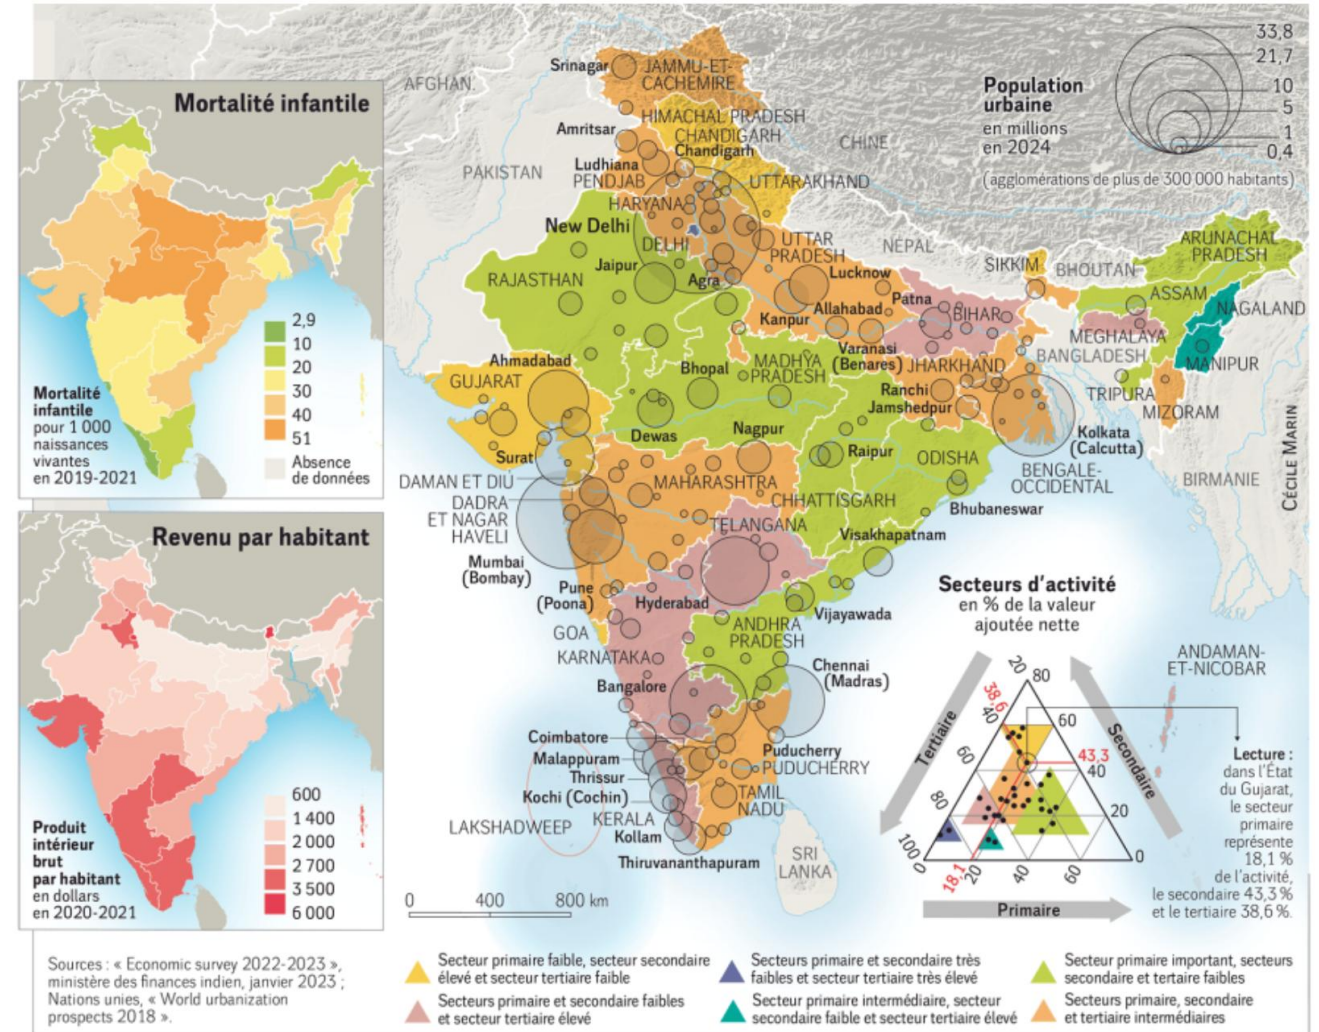 Mortalité infantile
2,9
10
20
30
40
51
Absence
de données
Mortalité
infantile
pour 1 000
naissances
vivantes
en 2019-2021
Revenu par habitant
600
1 400
2 000
2 700
3 500
6 000
Produit
intérieur
brut
par habitant
en dollars
en 2020-2021
Sources : « Economic survey 2022-2023 »,
ministère des finances indien, janvier 2023 ;
Nations unies, « World urbanization
prospects 2018 ».
Population
urbaine
en millions
en 2024
(agglomérations de plus de 300 000 habitants)
33,8
21,7
10
5
1
0,4
AFGHAN.
PAKISTAN
CHINE
NÉPAL
BHOUTAN
BANGLADESH
BIRMANIE
SRI
LANKA
Srinagar
JAMMU-ET-
CACHEMIRE
HIMACHAL PRADESH
Amritsar
CHANDIGARH
Chandigarh
Ludhiana
PENDJAB
UTTARAKHAND
HARYANA
New Delhi
DELHI
UTTAR
PRADESH
Jaipur
RAJASTHAN
Agra
Lucknow
Kanpur
Allahabad
Patna
BIHAR
Varanasi
(Benares)
SIKKIM
ARUNACHAL
PRADESH
ASSAM
NAGALAND
MEGHALAYA
MANIPUR
TRIPURA
MIZORAM
Ahmadabad
GUJARAT
Bhopal
MADHYA
PRADESH
JHARKHAND
Ranchi
Jamshedpur
Kolkata
(Calcutta)
BENGALE-
OCCIDENTAL
Dewas
Nagpur
Raipur
ODISHA
Surat
DAMAN ET DIU
DADRA
ET NAGAR
HAVELI
MAHARASHTRA
CHHATTISGARH
Bhubaneswar
TELANGANA
Visakhapatnam
Mumbai
(Bombay)
Pune
(Poona)
Hyderabad
Vijayawada
GOA
ANDHRA
PRADESH
KARNATAKA
Bangalore
Chennai
(Madras)
Coimbatore
Malappuram
Thrissur
Kochi (Cochin)
KERALA
Kollam
Thiruvananthapuram
LAKSHADWEEP
Puducherry
PUDUCHERRY
TAMIL
NADU
ANDAMAN-
ET-NICOBAR
CÉCILE MARIN
0
400
800 km
Secteurs d’activité
en % de la valeur
ajoutée nette
Tertiaire
Secondaire
Primaire
20
38,6
40
60
80
100
80
60
43,3
40
20
0
0
18,1
20
40
60
Lecture :
dans l’État
du Gujarat,
le secteur
primaire
représente
18,1 %
de l’activité,
le secondaire 43,3 %
et le tertiaire 38,6 %.
Secteur primaire faible, secteur secondaire
élevé et secteur tertiaire faible
Secteurs primaire et secondaire faibles
et secteur tertiaire élevé
Secteurs primaire et secondaire très
faibles et secteur tertiaire très élevé
Secteur primaire intermédiaire, secteur
secondaire faible et secteur tertiaire élevé
Secteur primaire important, secteurs
secondaire et tertiaire faibles
Secteurs primaire, secondaire
et tertiaire intermédiaires